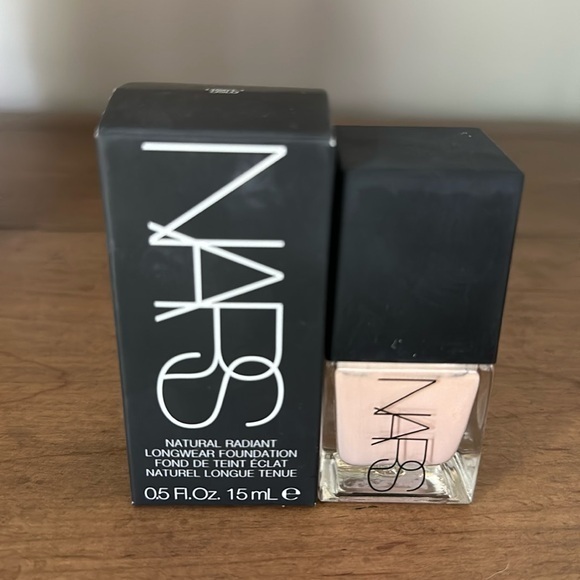 NARS
NATURAL RADIANT
LONGWEAR FOUNDATION
FOND DE TEINT ÉCLAT
NATUREL LONGUE TENUE
0.5 FL.OZ. 15 mL ℮
NARS